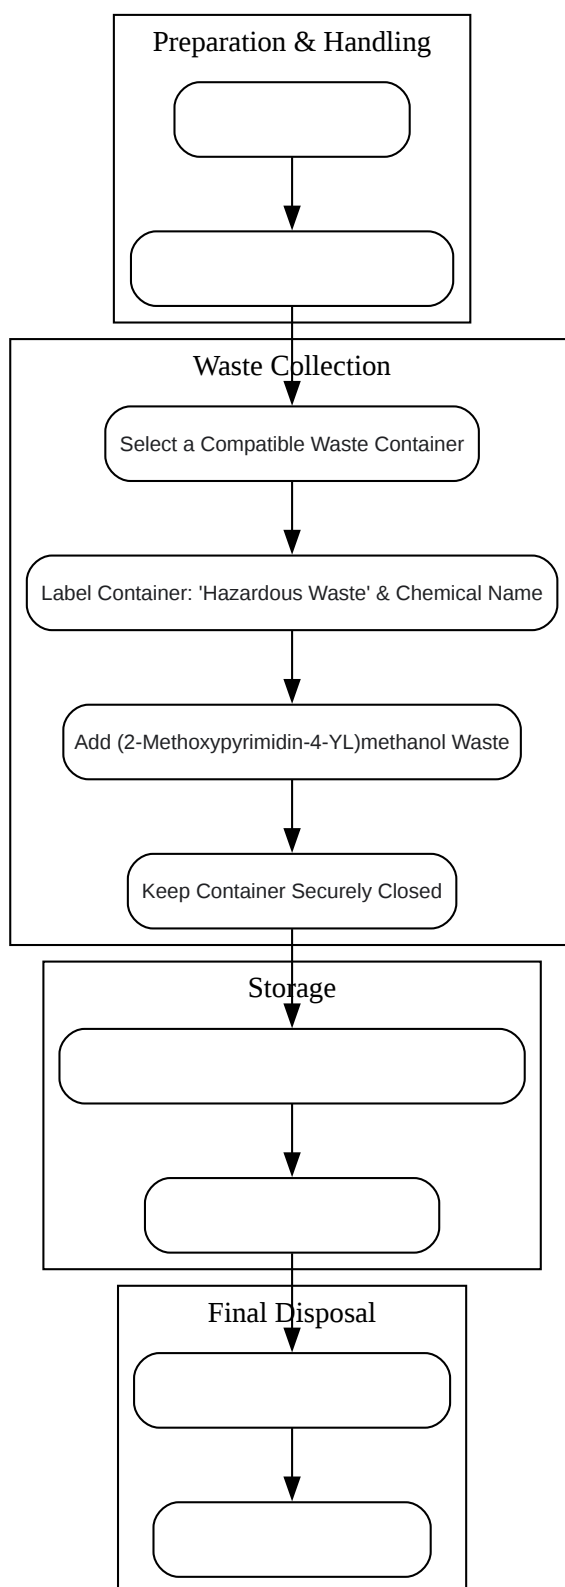 Preparation & Handling
Waste Collection
Select a Compatible Waste Container
Label Container: 'Hazardous Waste' & Chemical Name
Add (2-Methoxypyrimidin-4-YL)methanol Waste
Keep Container Securely Closed
Storage
Final Disposal